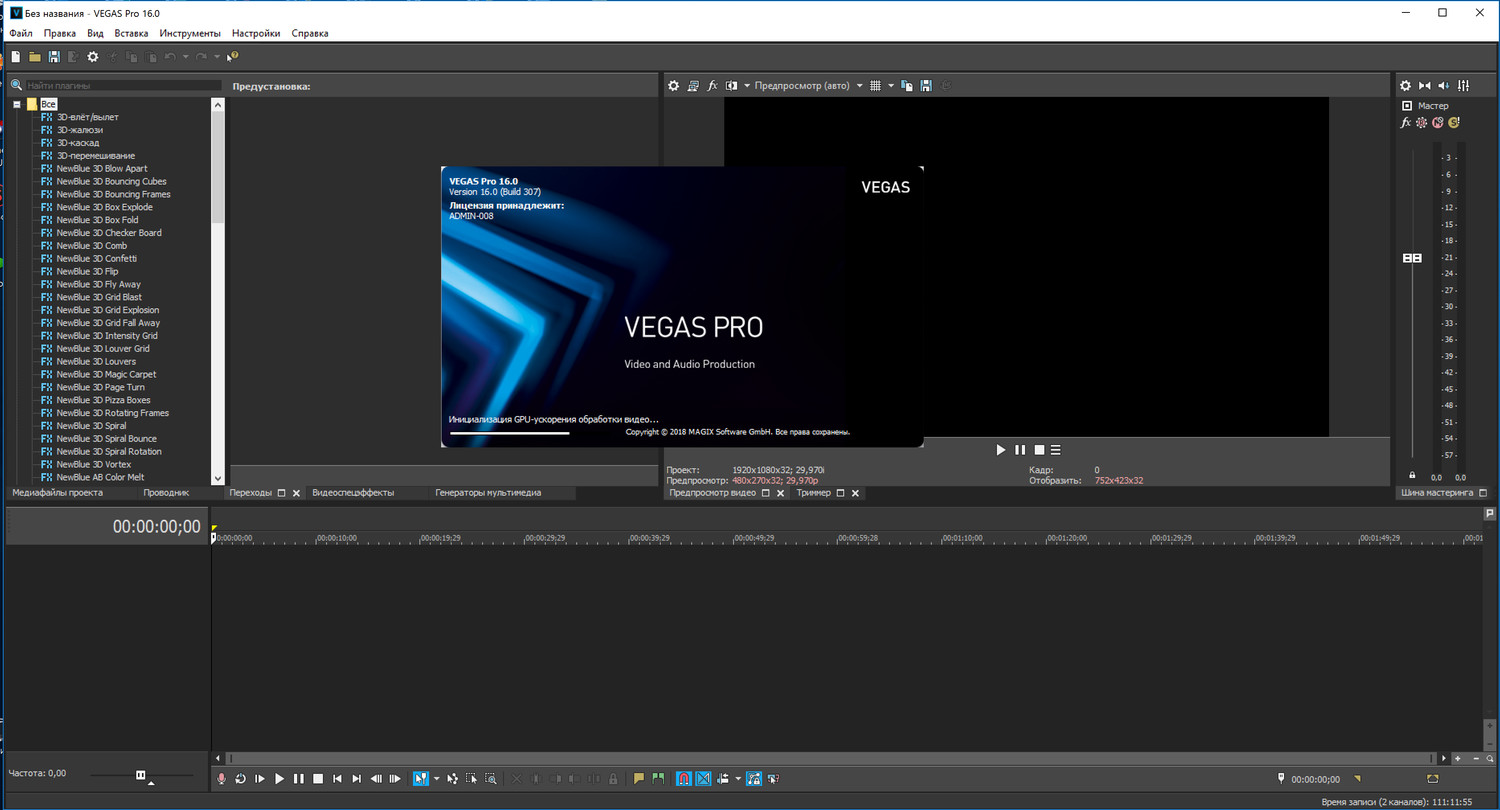 Без названия - VEGAS Pro 16.0
Файл Правка Вид Вставка Инструменты Настройки Справка
Найти плагины
Предустановка:
Предпросмотр (авто)
Все
3D-влёт/вылет
3D-жалюзи
3D-каскад
3D-перемешивание
NewBlue 3D Blow Apart
NewBlue 3D Bouncing Cubes
NewBlue 3D Bouncing Frames
NewBlue 3D Box Explode
NewBlue 3D Box Fold
NewBlue 3D Checker Board
NewBlue 3D Comb
NewBlue 3D Confetti
NewBlue 3D Flip
NewBlue 3D Fly Away
NewBlue 3D Grid Blast
NewBlue 3D Grid Explosion
NewBlue 3D Grid Fall Away
NewBlue 3D Intensity Grid
NewBlue 3D Louver Grid
NewBlue 3D Louvers
NewBlue 3D Magic Carpet
NewBlue 3D Page Turn
NewBlue 3D Pizza Boxes
NewBlue 3D Rotating Frames
NewBlue 3D Spiral
NewBlue 3D Spiral Bounce
NewBlue 3D Spiral Rotation
NewBlue 3D Vortex
NewBlue AB Color Melt
VEGAS Pro 16.0
Version 16.0 (Build 307)
Лицензия принадлежит:
ADMIN-008
VEGAS
VEGAS PRO
Video and Audio Production
Инициализация GPU-ускорения обработки видео...
Copyright © 2018 MAGIX Software GmbH. Все права сохранены.
Мастер
- 3 -
- 6 -
- 9 -
-12-
-15-
-18-
-21-
-24-
-27-
-30-
-33-
-36-
-39-
-42-
-45-
-48-
-51-
-54-
-57-
0,0 0,0
Проект: 1920x1080x32; 29,970i
Предпросмотр: 480x270x32; 29,970p
Кадр: 0
Отобразить: 752x423x32
Медиафайлы проекта Проводник Переходы Видеоспецэффекты Генераторы мультимедиа
Предпросмотр видео Тример
Шина мастеринга
00:00:00;00
0:00:00;00 00:00:10;00 00:00:19;29 00:00:29;29 00:00:39;29 00:00:49;29 00:00:59;28 00:01:10;00 00:01:20;00 00:01:29;29 00:01:39;29 00:01:49;29 00:01
Частота: 0,00
00:00:00;00
Время записи (2 каналов): 111:11:55